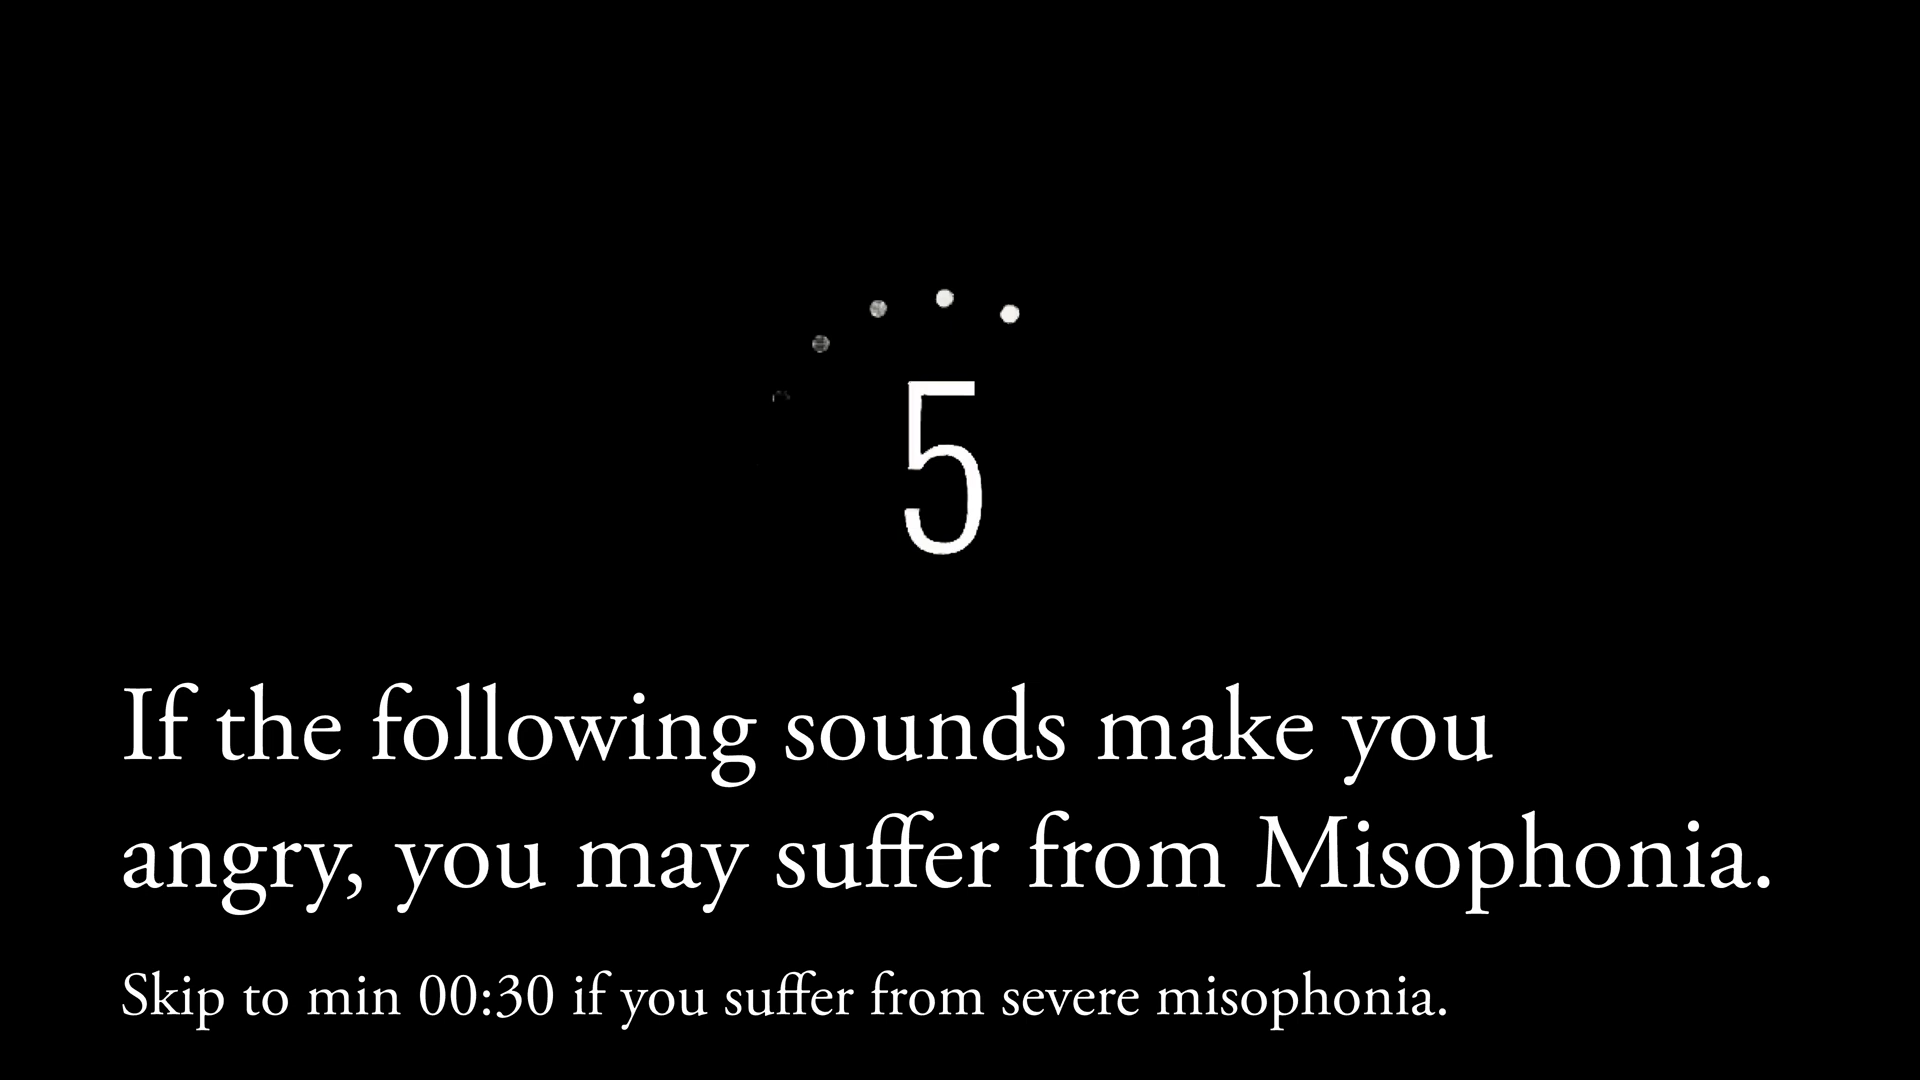 5
If the following sounds make you
angry, you may suffer from Misophonia.
Skip to min 00:30 if you suffer from severe misophonia.